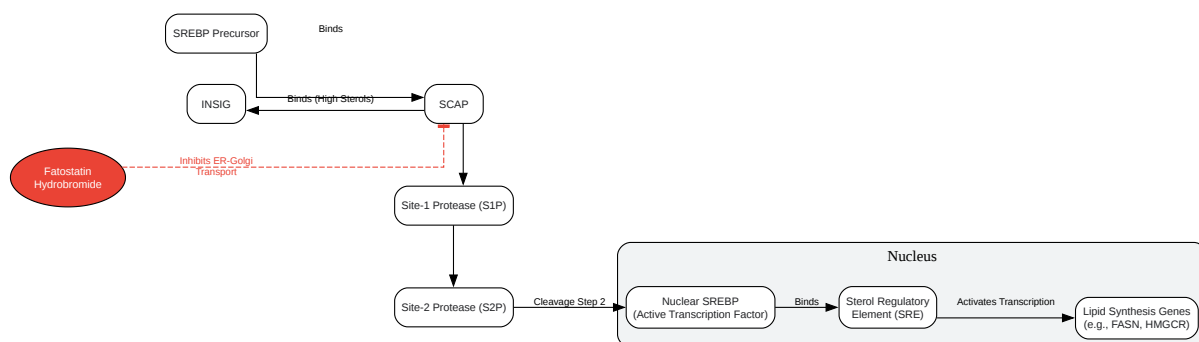 SREBP Precursor
Binds
INSIG
Binds (High Sterols)
SCAP
Inhibits ER-Golgi
Transport
Fatostatin
Hydrobromide
Site-1 Protease (S1P)
Nucleus
Site-2 Protease (S2P)
Cleavage Step 2
Nuclear SREBP
(Active Transcription Factor)
Binds
Sterol Regulatory
Element (SRE)
Activates Transcription
Lipid Synthesis Genes
(e.g., FASN, HMGCR)